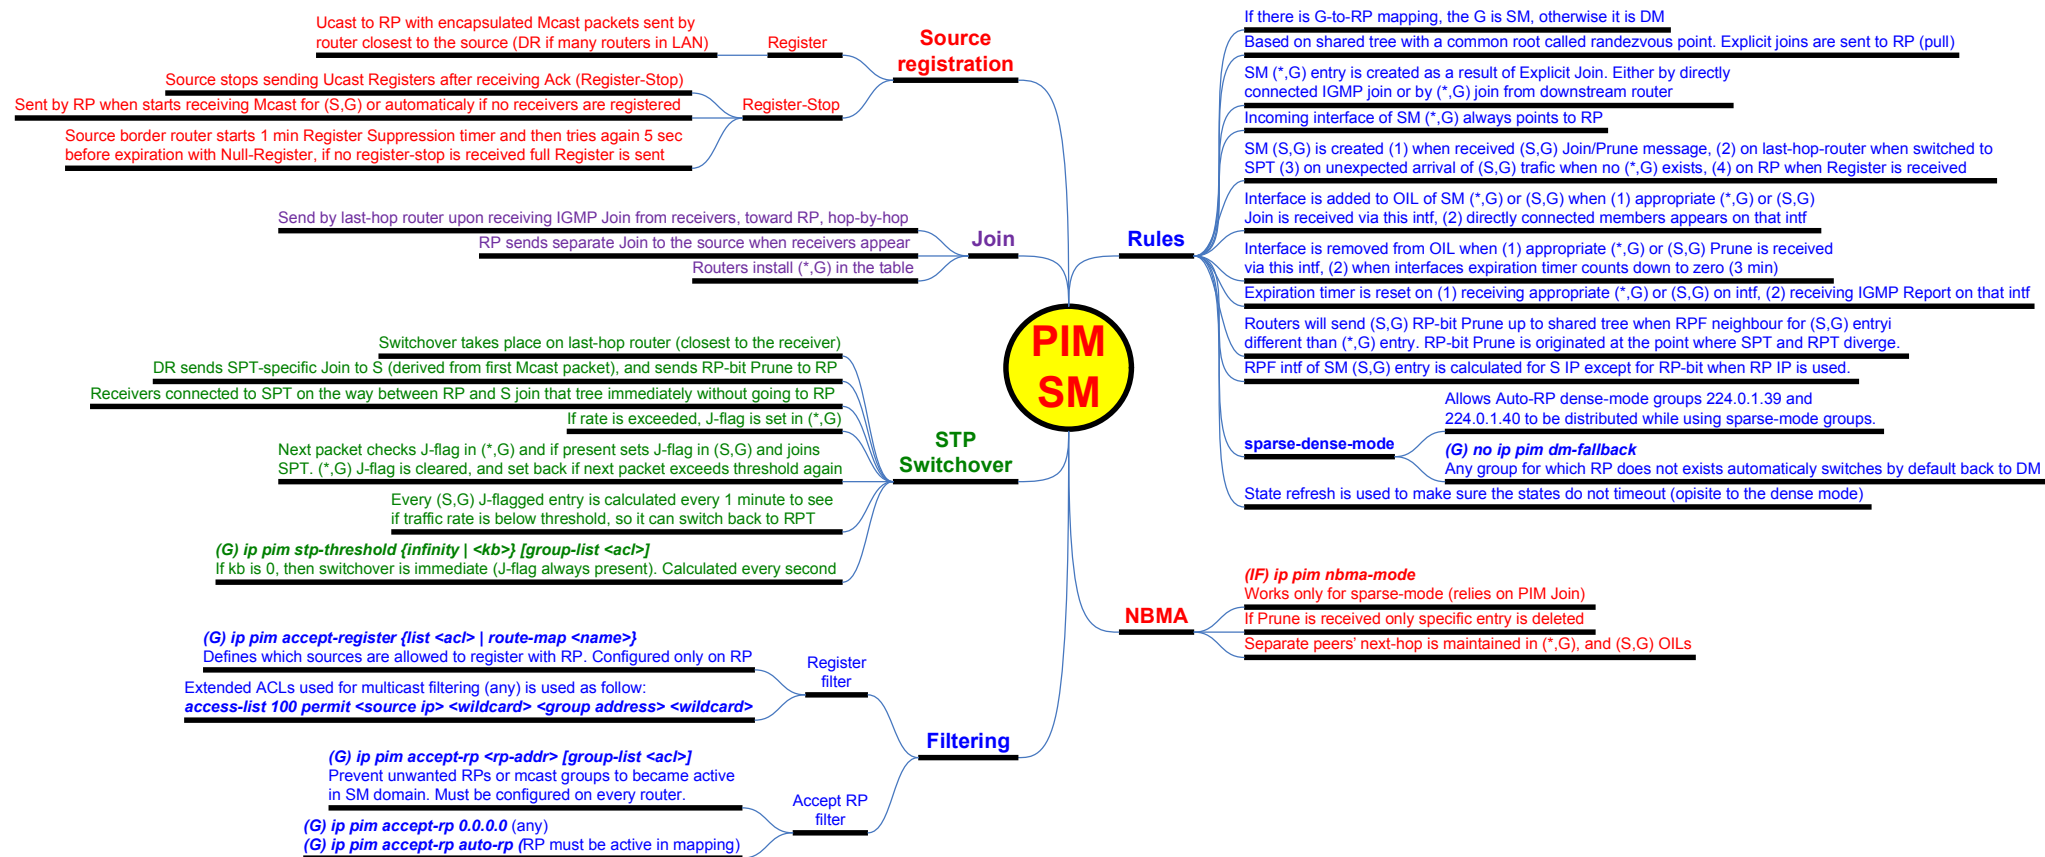 Ucast to RP with encapsulated Mcast packets sent by
router closest to the source (DR if many routers in LAN)
Register
Source stops sending Ucast Registers after receiving Ack (Register-Stop)
Sent by RP when starts receiving Mcast for (S,G) or automaticaly if no receivers are registered
Source border router starts 1 min Register Suppression timer and then tries again 5 sec
before expiration with Null-Register, if no register-stop is received full Register is sent
Register-Stop
Source
registration
Send by last-hop router upon receiving IGMP Join from receivers, toward RP, hop-by-hop
RP sends separate Join to the source when receivers appear
Routers install (*,G) in the table
Join
Switchover takes place on last-hop router (closest to the receiver)
DR sends SPT-specific Join to S (derived from first Mcast packet), and sends RP-bit Prune to RP
Receivers connected to SPT on the way between RP and S join that tree immediately without going to RP
If rate is exceeded, J-flag is set in (*,G)
Next packet checks J-flag in (*,G) and if present sets J-flag in (S,G) and joins
SPT. (*,G) J-flag is cleared, and set back if next packet exceeds threshold again
Every (S,G) J-flagged entry is calculated every 1 minute to see
if traffic rate is below threshold, so it can switch back to RPT
(G) ip pim stp-threshold {infinity | <kb>} [group-list <acl>]
If kb is 0, then switchover is immediate (J-flag always present). Calculated every second
STP
Switchover
(G) ip pim accept-register {list <acl> | route-map <name>}
Defines which sources are allowed to register with RP. Configured only on RP
Extended ACLs used for multicast filtering (any) is used as follow:
access-list 100 permit <source ip> <wildcard> <group address> <wildcard>
Register
filter
(G) ip pim accept-rp <rp-addr> [group-list <acl>]
Prevent unwanted RPs or mcast groups to became active
in SM domain. Must be configured on every router.
(G) ip pim accept-rp 0.0.0.0 (any)
(G) ip pim accept-rp auto-rp (RP must be active in mapping)
Accept RP
filter
Filtering
PIM
SM
Rules
If there is G-to-RP mapping, the G is SM, otherwise it is DM
Based on shared tree with a common root called randezvous point. Explicit joins are sent to RP (pull)
SM (*,G) entry is created as a result of Explicit Join. Either by directly
connected IGMP join or by (*,G) join from downstream router
Incoming interface of SM (*,G) always points to RP
SM (S,G) is created (1) when received (S,G) Join/Prune message, (2) on last-hop-router when switched to
SPT (3) on unexpected arrival of (S,G) trafic when no (*,G) exists, (4) on RP when Register is received
Interface is added to OIL of SM (*,G) or (S,G) when (1) appropriate (*,G) or (S,G)
Join is received via this intf, (2) directly connected members appears on that intf
Interface is removed from OIL when (1) appropriate (*,G) or (S,G) Prune is received
via this intf, (2) when interfaces expiration timer counts down to zero (3 min)
Expiration timer is reset on (1) receiving appropriate (*,G) or (S,G) on intf, (2) receiving IGMP Report on that intf
Routers will send (S,G) RP-bit Prune up to shared tree when RPF neighbour for (S,G) entryi
different than (*,G) entry. RP-bit Prune is originated at the point where SPT and RPT diverge.
RPF intf of SM (S,G) entry is calculated for S IP except for RP-bit when RP IP is used.
sparse-dense-mode
Allows Auto-RP dense-mode groups 224.0.1.39 and
224.0.1.40 to be distributed while using sparse-mode groups.
(G) no ip pim dm-fallback
Any group for which RP does not exists automaticaly switches by default back to DM
State refresh is used to make sure the states do not timeout (opisite to the dense mode)
NBMA
(IF) ip pim nbma-mode
Works only for sparse-mode (relies on PIM Join)
If Prune is received only specific entry is deleted
Separate peers' next-hop is maintained in (*,G), and (S,G) OILs